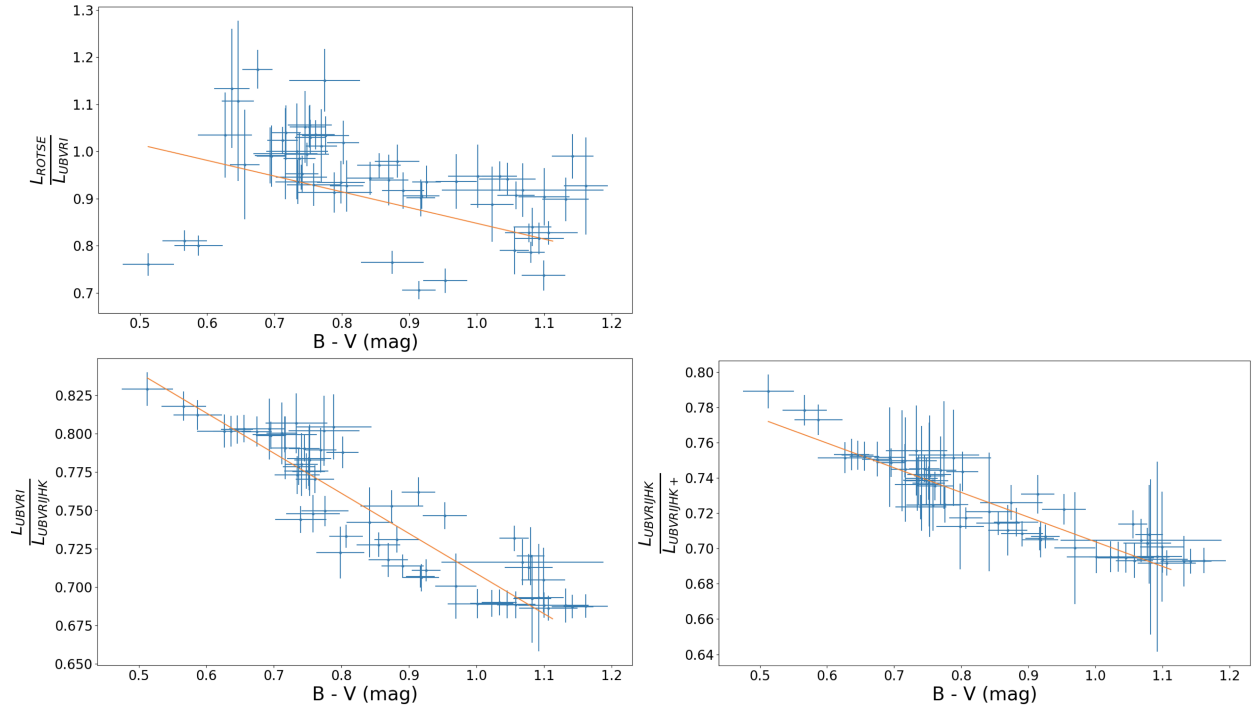 1.3
1.2
1.1
1.0
0.9
0.8
0.7
L_ROTSE
L_UBVRI
0.5 0.6 0.7 0.8 0.9 1.0 1.1 1.2
B - V (mag)
0.825
0.800
0.775
0.750
0.725
0.700
0.675
0.650
L_UBVRI
L_UBVRIJHK
0.5 0.6 0.7 0.8 0.9 1.0 1.1 1.2
B - V (mag)
0.80
0.78
0.76
0.74
0.72
0.70
0.68
0.66
0.64
L_UBVRIJHK
L_UBVRIJHK+
0.5 0.6 0.7 0.8 0.9 1.0 1.1 1.2
B - V (mag)